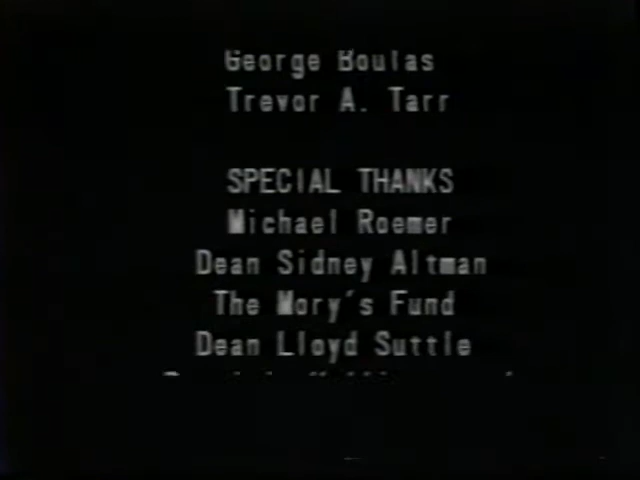 George Boulas
Trevor A. Tarr
SPECIAL THANKS
Michael Roemer
Dean Sidney Altman
The Mory's Fund
Dean Lloyd Suttle